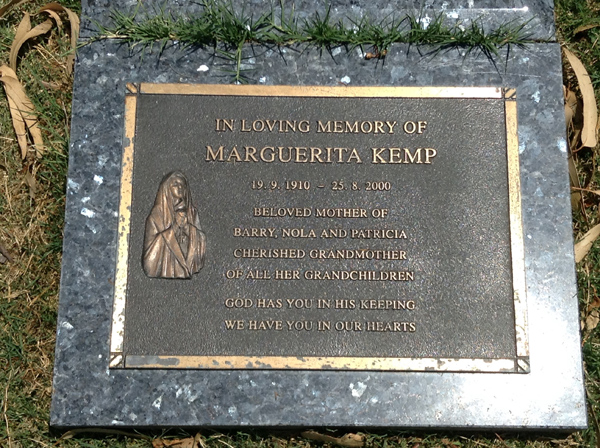 IN LOVING MEMORY OF
MARGUERITA KEMP
19. 9. 1910 – 25. 8. 2000
BELOVED MOTHER OF
BARRY, NOLA AND PATRICIA
CHERISHED GRANDMOTHER
OF ALL HER GRANDCHILDREN
GOD HAS YOU IN HIS KEEPING
WE HAVE YOU IN OUR HEARTS